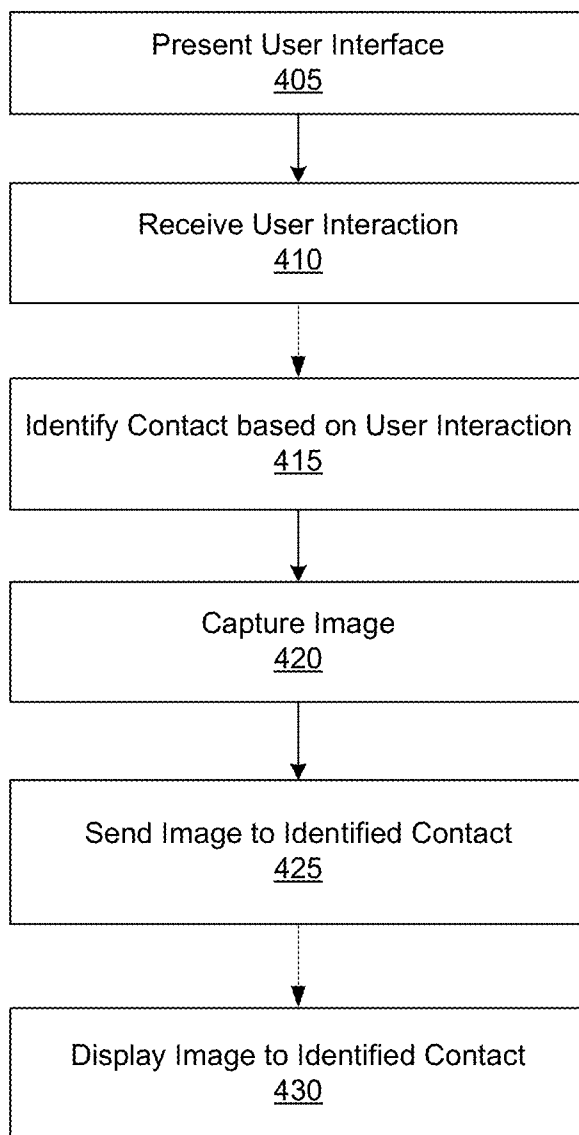 Present User Interface
405
Receive User Interaction
410
Identify Contact based on User Interaction
415
Capture Image
420
Send Image to Identified Contact
425
Display Image to Identified Contact
430